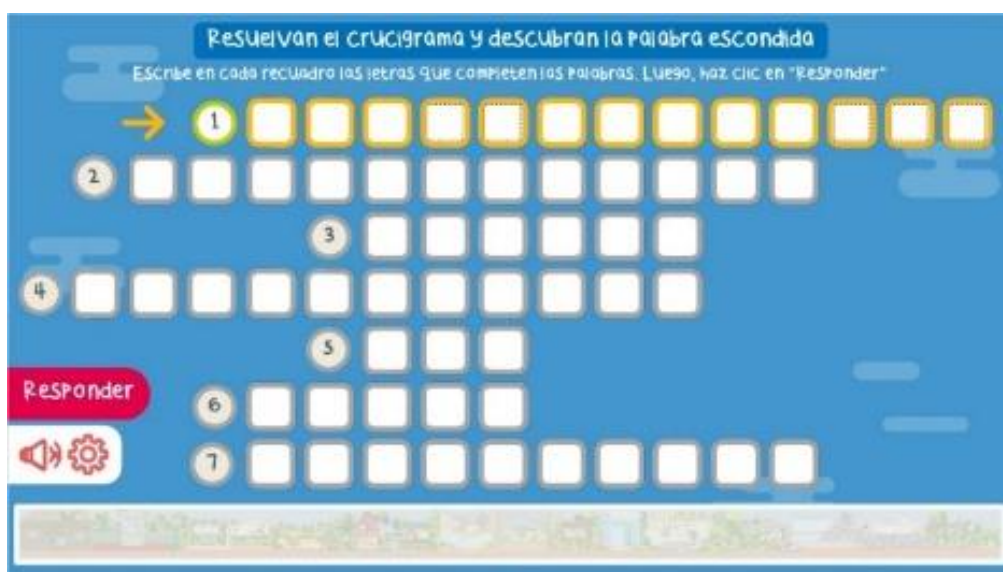 Resuelvan el crucigrama y descubran la palabra escondida
Escribe en cada recuadro las letras que completen las palabras. Luego, haz clic en "Responder"
1
2
3
4
5
Responder
6
7